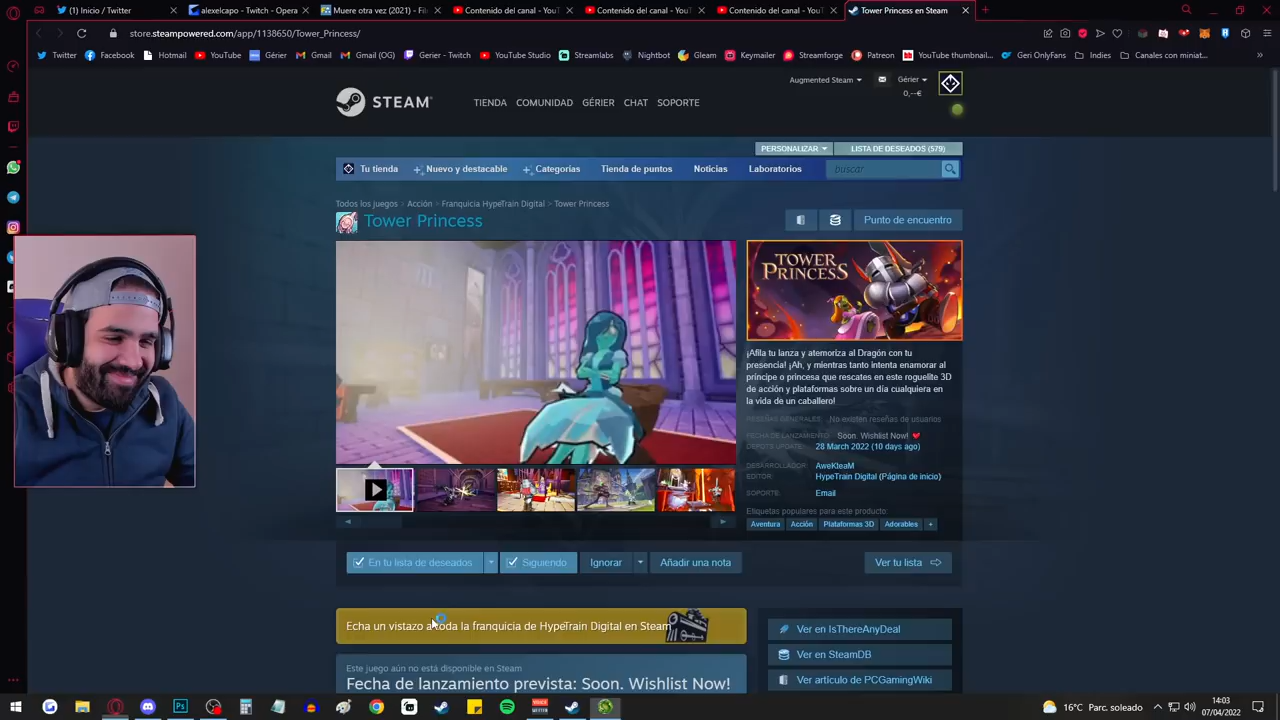 (1) Inicio / Twitter
alexelcapo - Twitch - Opera
Muere otra vez (2021) - Fil
Contenido del canal - YouT
Contenido del canal - YouT
Contenido del canal - YouT
Tower Princess en Steam
store.steampowered.com/app/1138650/Tower_Princess/
Twitter
Facebook
Hotmail
YouTube
Gérier
Gmail
Gmail (OG)
Gerier - Twitch
YouTube Studio
Streamlabs
Nightbot
Gleam
Keymailer
Streamforge
Patreon
YouTube thumbnail...
Geri OnlyFans
Indies
Canales con miniat...
Augmented Steam
Gérier
0,--€
STEAM
TIENDA COMUNIDAD GÉRIER CHAT SOPORTE
PERSONALIZAR
LISTA DE DESEADOS (579)
Tu tienda
Nuevo y destacable
Categorías
Tienda de puntos
Noticias
Laboratorios
buscar
Todos los juegos > Acción > Franquicia HypeTrain Digital > Tower Princess
Tower Princess
Punto de encuentro
TOWER
PRINCESS
¡Afila tu lanza y atemoriza al Dragón con tu
presencia! ¡Ah, y mientras tanto intenta enamorar al
príncipe o princesa que rescates en este roguelite 3D
de acción y plataformas sobre un día cualquiera en
la vida de un caballero!
RESEÑAS GENERALES: No existen reseñas de usuarios
FECHA DE LANZAMIENTO: Soon. Wishlist Now!
DEPOTS UPDATE: 28 March 2022 (10 days ago)
DESARROLLADOR: AweKteaM
EDITOR: HypeTrain Digital (Página de inicio)
SOPORTE: Email
Etiquetas populares para este producto:
Aventura Acción Plataformas 3D Adorables +
En tu lista de deseados
Siguiendo
Ignorar
Añadir una nota
Ver tu lista
Echa un vistazo a toda la franquicia de HypeTrain Digital en Steam
Ver en IsThereAnyDeal
Ver en SteamDB
Ver artículo de PCGamingWiki
Este juego aún no está disponible en Steam
Fecha de lanzamiento prevista: Soon. Wishlist Now!
16°C Parc. soleado
14:03
07/04/2022